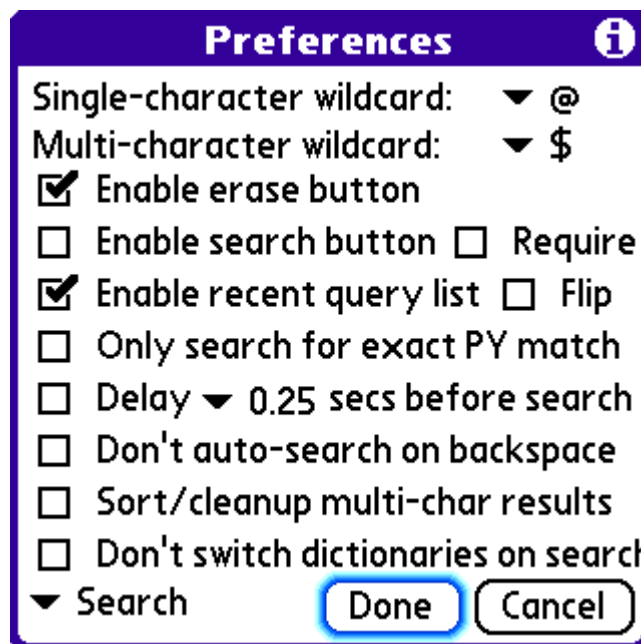 Preferences i
Single-character wildcard: @
Multi-character wildcard: $
Enable erase button
Enable search button Require
Enable recent query list Flip
Only search for exact PY match
Delay 0.25 secs before search
Don't auto-search on backspace
Sort/cleanup multi-char results
Don't switch dictionaries on search
Search Done Cancel